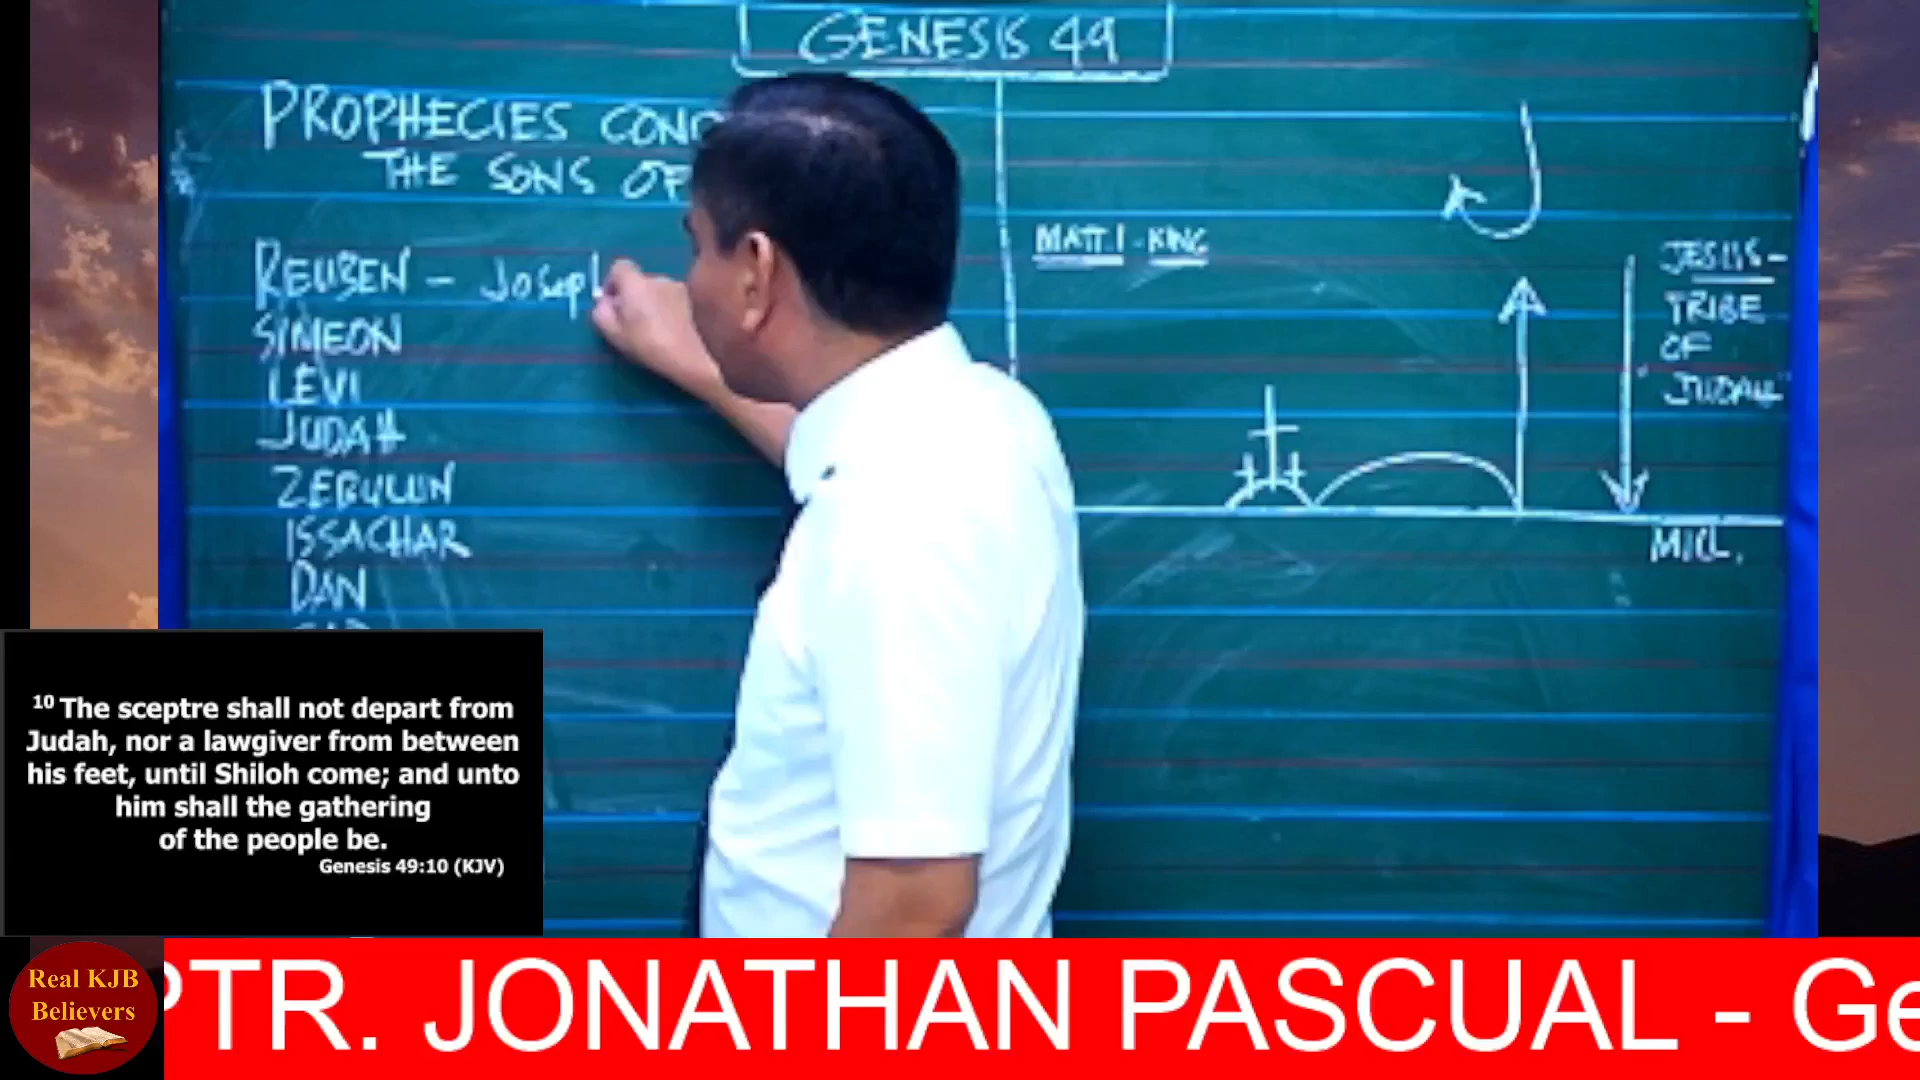 GENESIS 49
PROPHECIES CONC
THE SONS OF
REUBEN - Joseph
SIMEON
LEVI
JUDAH
ZEBULUN
ISSACHAR
DAN
MATT. 1 - KING
JESUS -
TRIBE
OF
"JUDAH"
MILL.
10 The sceptre shall not depart from
Judah, nor a lawgiver from between
his feet, until Shiloh come; and unto
him shall the gathering
of the people be.
Genesis 49:10 (KJV)
Real KJB
Believers
PTR. JONATHAN PASCUAL - Ge